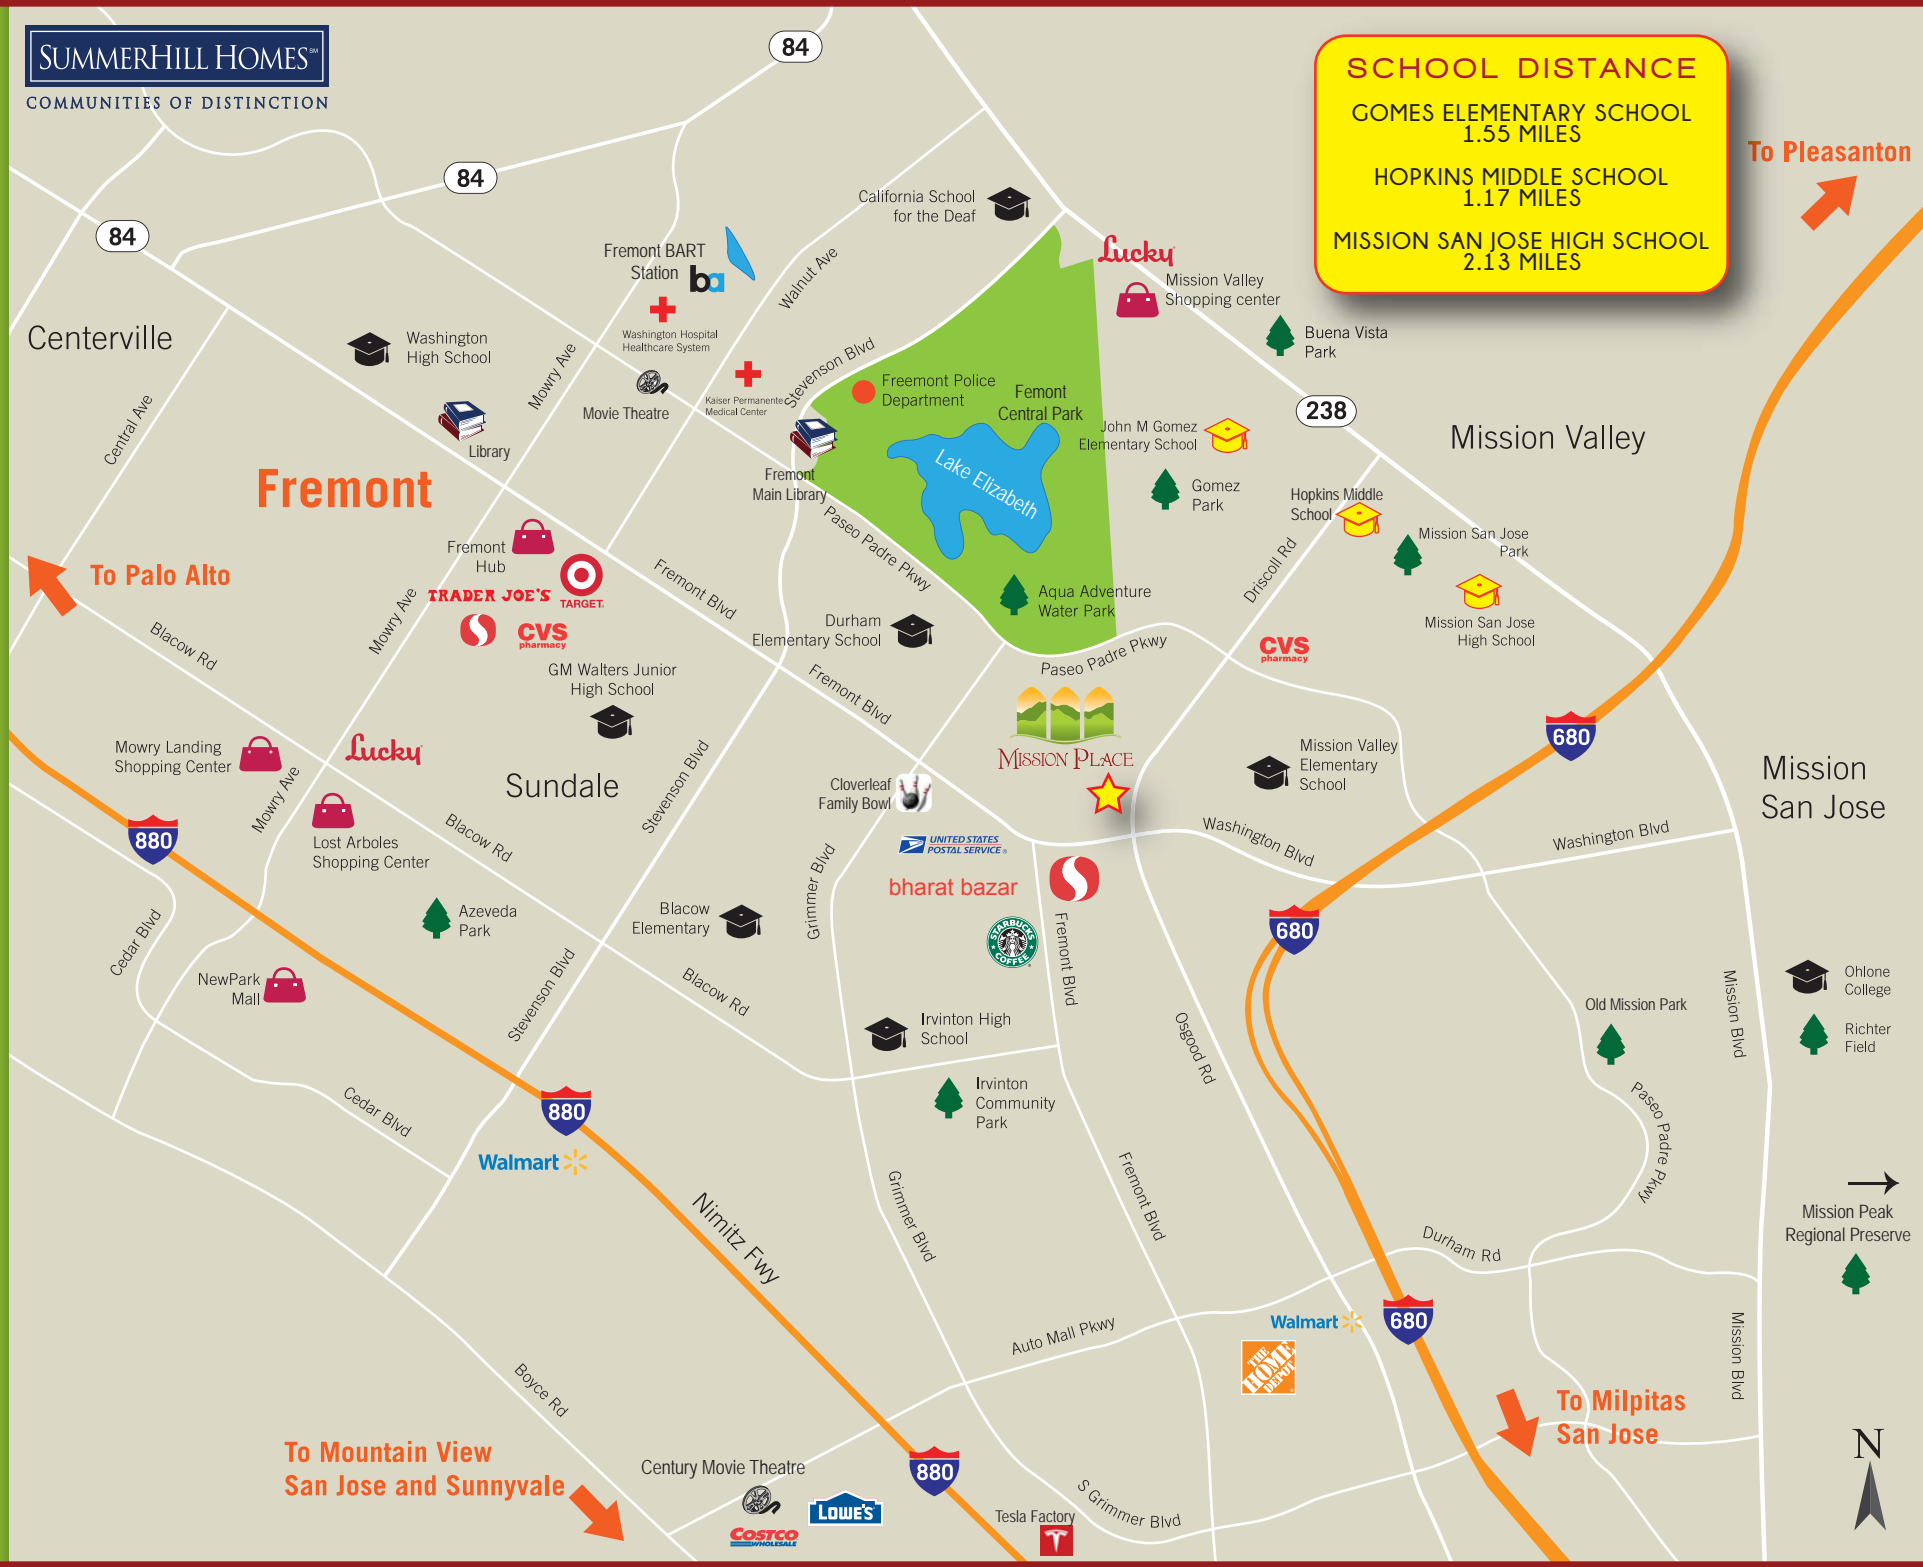 SUMMERHILL HOMES SM
COMMUNITIES OF DISTINCTION
84
84
84
SCHOOL DISTANCE
GOMES ELEMENTARY SCHOOL
1.55 MILES
HOPKINS MIDDLE SCHOOL
1.17 MILES
MISSION SAN JOSE HIGH SCHOOL
2.13 MILES
To Pleasanton
California School
for the Deaf
Fremont BART
Station
ba
Walnut Ave
Lucky
Mission Valley
Shopping center
Buena Vista
Park
Centerville
Washington
High School
Washington Hospital
Healthcare System
Mowry Ave
Movie Theatre
Kaiser Permanente
Medical Center
Stevenson Blvd
Freemont Police
Department
Femont
Central Park
238
Mission Valley
Central Ave
Library
John M Gomez
Elementary School
Lake Elizabeth
Fremont
Fremont
Main Library
Gomez
Park
Hopkins Middle
School
Mission San Jose
Park
Paseo Padre Pkwy
Driscoll Rd
Fremont
Hub
TARGET.
TRADER JOE'S
CVS
pharmacy
To Palo Alto
Fremont Blvd
Aqua Adventure
Water Park
Mission San Jose
High School
Mowry Ave
Blacow Rd
Durham
Elementary School
Paseo Padre Pkwy
CVS
pharmacy
GM Walters Junior
High School
Fremont Blvd
680
Mowry Landing
Shopping Center
Lucky
Mowry Ave
Sundale
Stevenson Blvd
MISSION PLACE
Mission Valley
Elementary
School
Mission
San Jose
Cloverleaf
Family Bowl
880
Lost Arboles
Shopping Center
Blacow Rd
Grimmer Blvd
UNITED STATES
POSTAL SERVICE®
Washington Blvd
Washington Blvd
bharat bazar
Azeveda
Park
Blacow
Elementary
STARBUCKS
COFFEE
Fremont Blvd
680
Cedar Blvd
NewPark
Mall
Stevenson Blvd
Blacow Rd
Ohlone
College
Mission Blvd
Old Mission Park
Irvinton High
School
Osgood Rd
Richter
Field
Cedar Blvd
880
Irvinton
Community
Park
Paseo Padre Pkwy
Walmart
Nimitz Fwy
Grimmer Blvd
Fremont Blvd
Mission Peak
Regional Preserve
Durham Rd
Auto Mall Pkwy
Walmart
680
THE
HOME
DEPOT
Mission Blvd
Boyce Rd
To Milpitas
San Jose
To Mountain View
San Jose and Sunnyvale
Century Movie Theatre
880
N
LOWE'S
COSTCO
WHOLESALE
Tesla Factory
S Grimmer Blvd